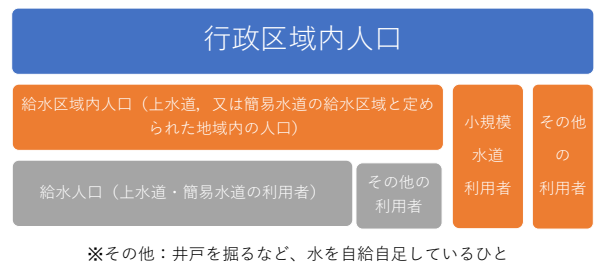 行政区域内人口
給水区域内人口（上水道，又は簡易水道の給水区域と定め
られた地域内の人口）
小規模
水道
利用者
その他
の
利用者
給水人口（上水道・簡易水道の利用者）
その他の
利用者
※その他：井戸を掘るなど、水を自給自足しているひと